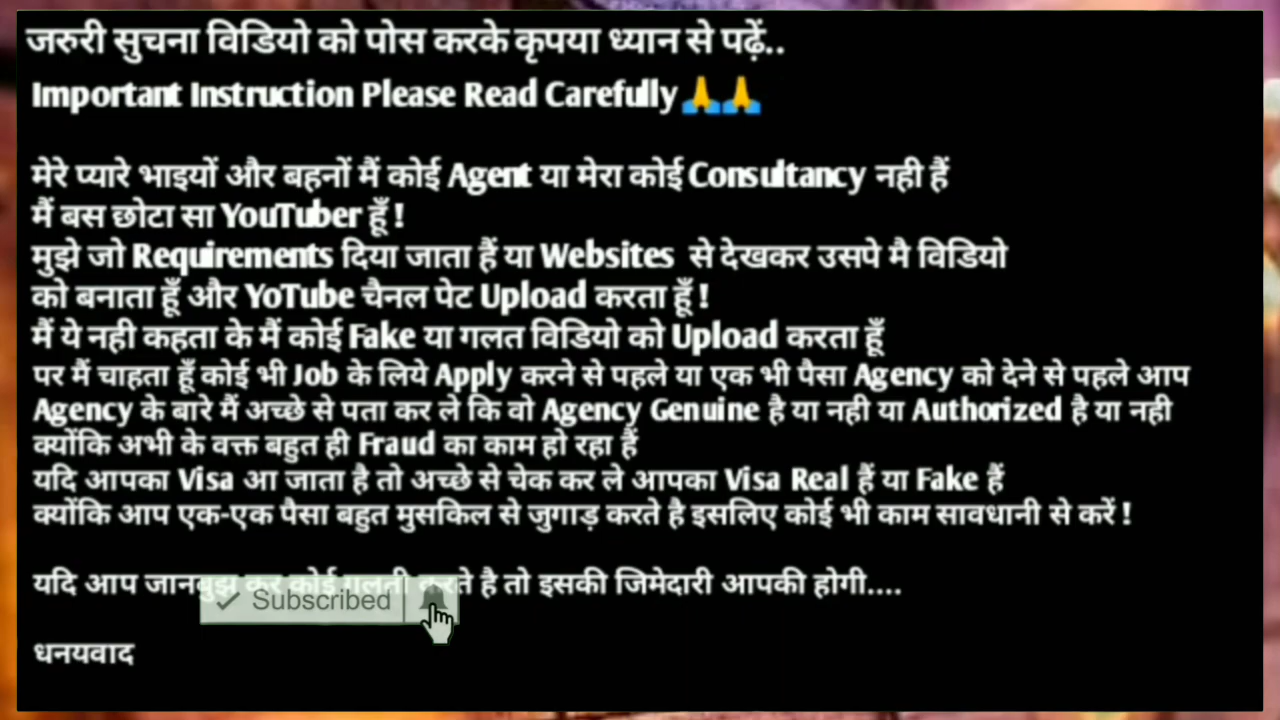 जरुरी सुचना विडियो को पोस करके कृपया ध्यान से पढ़ें..
Important Instruction Please Read Carefully🙏🙏
मेरे प्यारे भाइयों और बहनों मैं कोई Agent या मेरा कोई Consultancy नही हैं
मैं बस छोटा सा YouTuber हूँ !
मुझे जो Requirements दिया जाता हैं या Websites से देखकर उसपे मै विडियो
को बनाता हूँ और YoTube चैनल पेट Upload करता हूँ !
मैं ये नही कहता के मैं कोई Fake या गलत विडियो को Upload करता हूँ
पर मैं चाहता हूँ कोई भी Job के लिये Apply करने से पहले या एक भी पैसा Agency को देने से पहले आप
Agency के बारे मैं अच्छे से पता कर ले कि वो Agency Genuine है या नही या Authorized है या नही
क्योंकि अभी के वक्त बहुत ही Fraud का काम हो रहा हैं
यदि आपका Visa आ जाता है तो अच्छे से चेक कर ले आपका Visa Real हैं या Fake हैं
क्योंकि आप एक-एक पैसा बहुत मुसकिल से जुगाड़ करते है इसलिए कोई भी काम सावधानी से करें !
यदि आप जानबुझ कर कोई गलती करते है तो इसकी जिमेदारी आपकी होगी....
Subscribed
धनयवाद